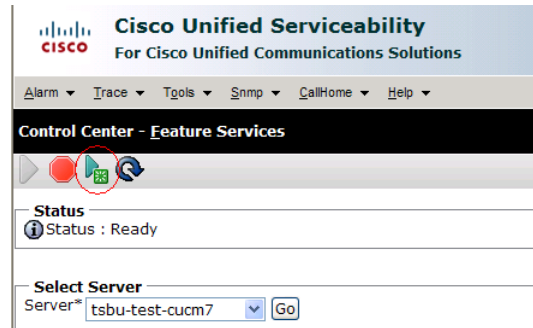 CISCO
Cisco Unified Serviceability
For Cisco Unified Communications Solutions
Alarm Trace Tools Snmp CallHome Help
Control Center - Feature Services
Status
Status : Ready
Select Server
Server* tsbu-test-cucm7 Go